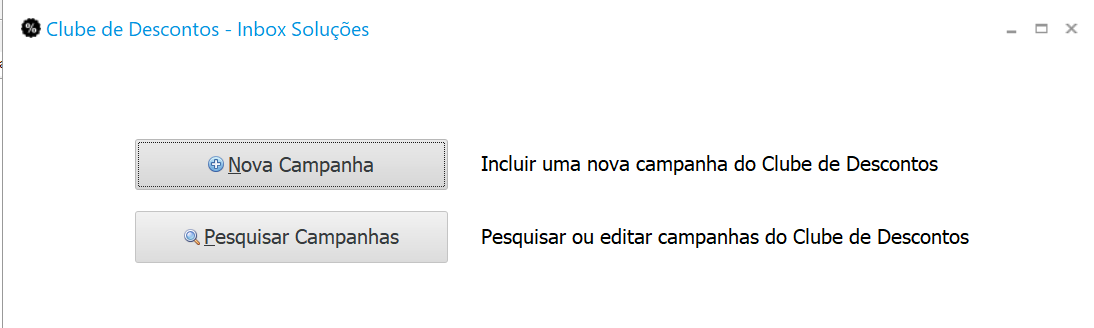 Clube de Descontos - Inbox Soluções
Nova Campanha
Incluir uma nova campanha do Clube de Descontos
Pesquisar Campanhas
Pesquisar ou editar campanhas do Clube de Descontos